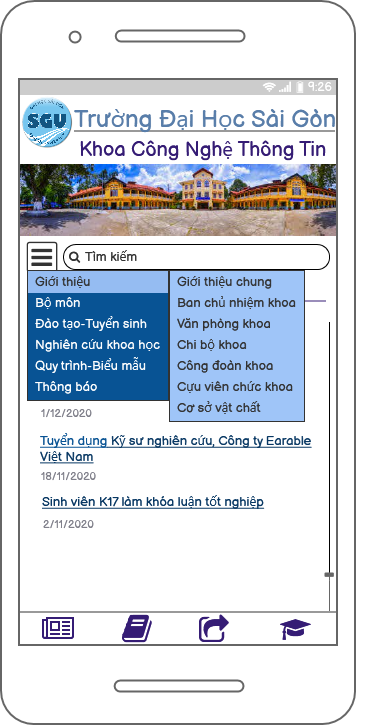 9:26
SGU
Trường Đại Học Sài Gòn
Khoa Công Nghệ Thông Tin
Tìm kiếm
Giới thiệu
Bộ môn
Đào tạo-Tuyển sinh
Nghiên cứu khoa học
Quy trình-Biểu mẫu
Thông báo
Giới thiệu chung
Ban chủ nhiệm khoa
Văn phòng khoa
Chi bộ khoa
Công đoàn khoa
Cựu viên chức khoa
Cơ sở vật chất
1/12/2020
Tuyển dụng Kỹ sư nghiên cứu, Công ty Earable
Việt Nam
18/11/2020
Sinh viên K17 làm khóa luận tốt nghiệp
2/11/2020